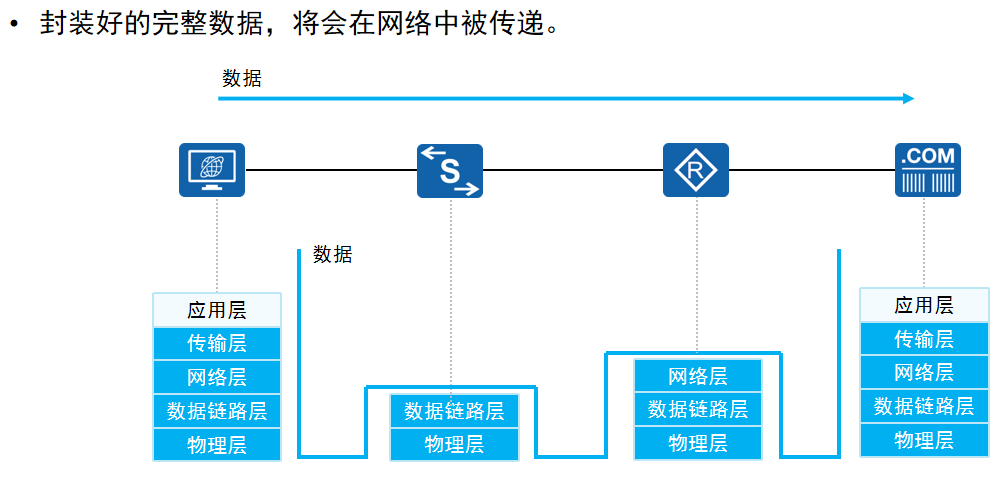 • 封装好的完整数据，将会在网络中被传递。
数据
S
R
.COM
数据
应用层
传输层
网络层
数据链路层
物理层
数据链路层
物理层
网络层
数据链路层
物理层
应用层
传输层
网络层
数据链路层
物理层